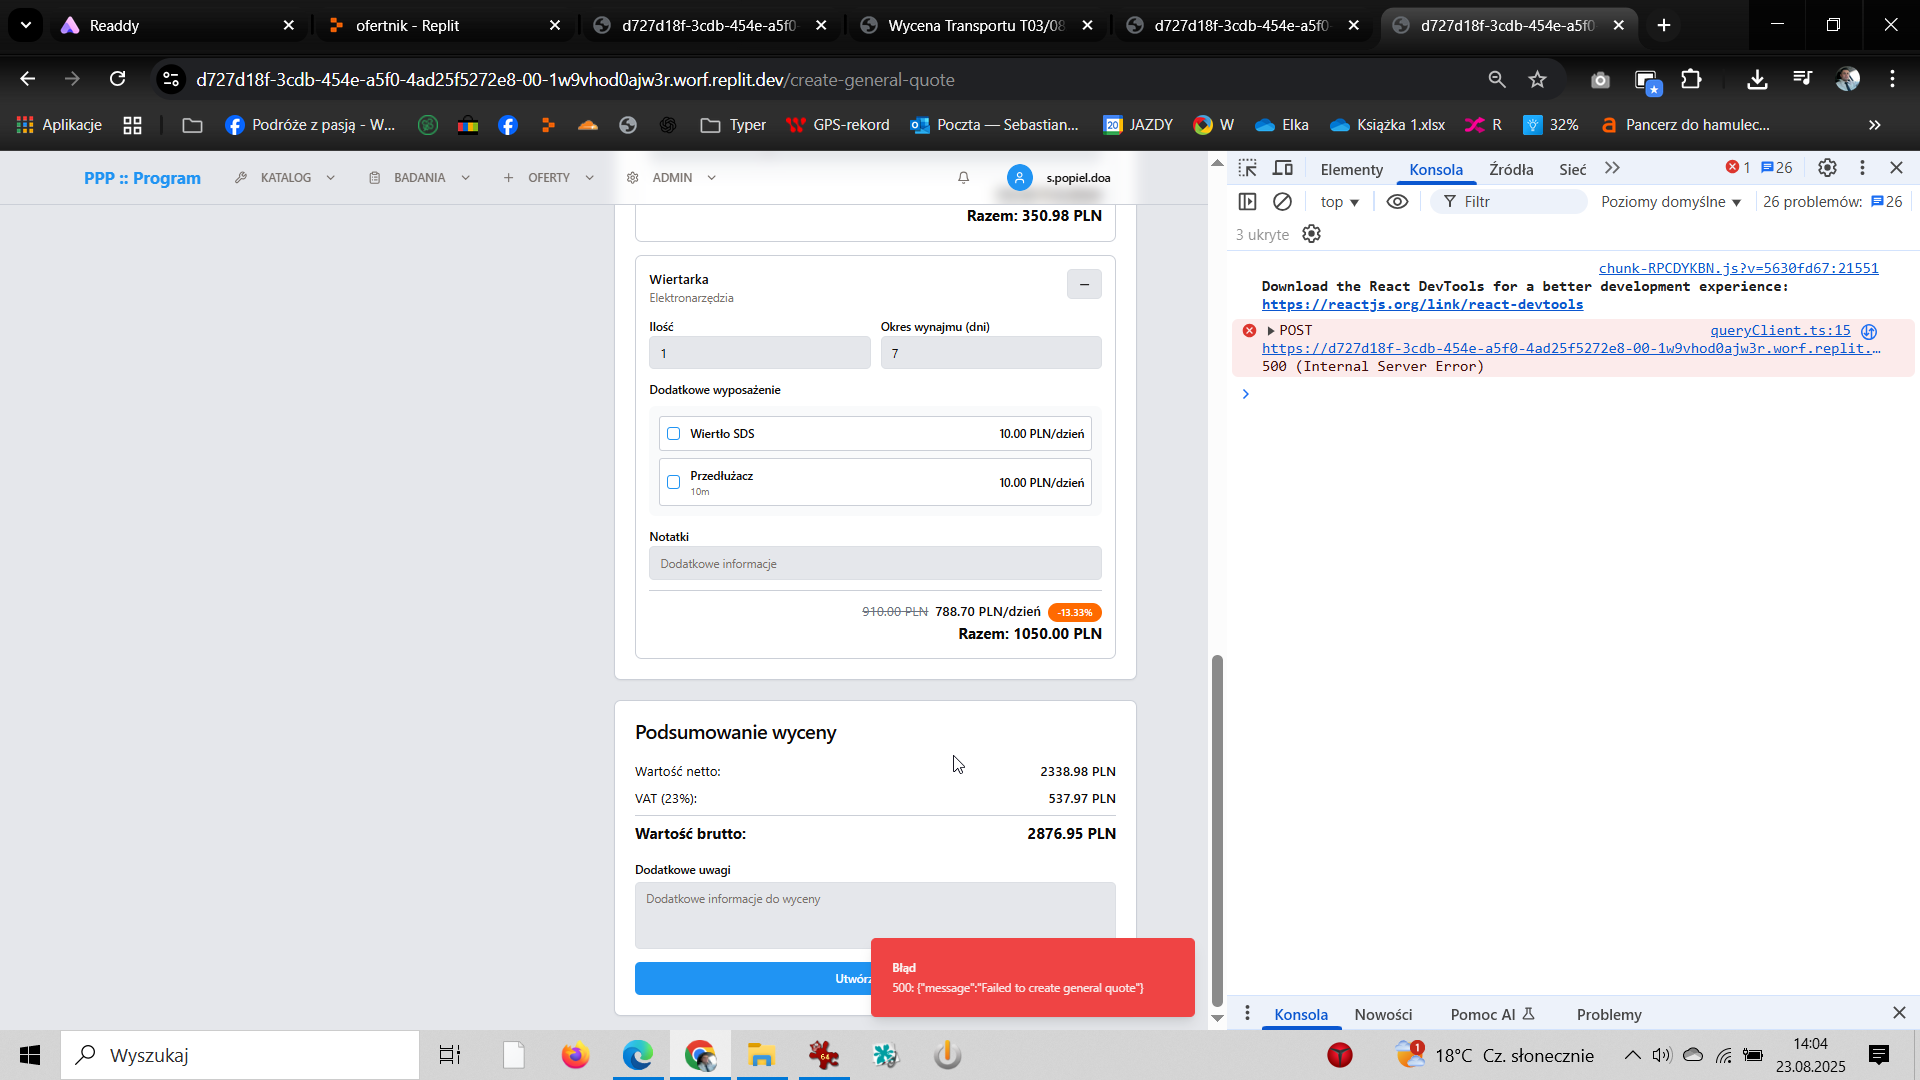 Readdy
ofertnik - Replit
d727d18f-3cdb-454e-a5f0-
Wycena Transportu T03/08
d727d18f-3cdb-454e-a5f0-
d727d18f-3cdb-454e-a5f0
d727d18f-3cdb-454e-a5f0-4ad25f5272e8-00-1w9vhod0ajw3r.worf.replit.dev/create-general-quote
Aplikacje
Podróże z pasją - W...
Typer
GPS-rekord
Poczta — Sebastian...
20 JAZDY
W
Elka
Książka 1.xlsx
R
32%
Pancerz do hamulec...
»
PPP :: Program
KATALOG
BADANIA
OFERTY
ADMIN
s.popiel.doa
Razem: 350.98 PLN
Wiertarka
Elektronarzędzia
Ilość
Okres wynajmu (dni)
1
7
Dodatkowe wyposażenie
Wiertło SDS
10.00 PLN/dzień
Przedłużacz
10m
10.00 PLN/dzień
Notatki
Dodatkowe informacje
910.00 PLN 788.70 PLN/dzień -13.33%
Razem: 1050.00 PLN
Podsumowanie wyceny
Wartość netto:
2338.98 PLN
VAT (23%):
537.97 PLN
Wartość brutto:
2876.95 PLN
Dodatkowe uwagi
Dodatkowe informacje do wyceny
Utwórz
Błąd
500: {"message":"Failed to create general quote"}
Elementy
Konsola
Źródła
Sieć
1
26
top
Filtr
Poziomy domyślne
26 problemów:
26
3 ukryte
chunk-RPCDYKBN.js?v=5630fd67:21551
Download the React DevTools for a better development experience:
https://reactjs.org/link/react-devtools
POST
queryClient.ts:15
https://d727d18f-3cdb-454e-a5f0-4ad25f5272e8-00-1w9vhod0ajw3r.worf.replit.…
500 (Internal Server Error)
Konsola
Nowości
Pomoc AI
Problemy
Wyszukaj
64
1
18°C Cz. słonecznie
14:04
23.08.2025